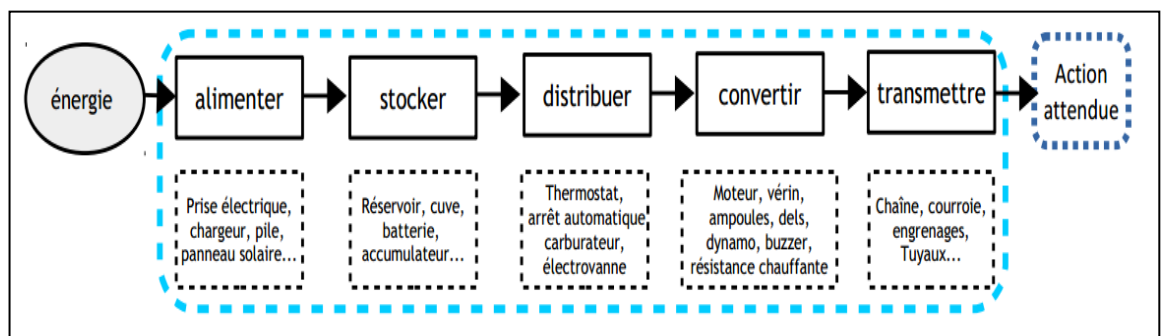 énergie
alimenter
stocker
distribuer
convertir
transmettre
Action
attendue
Prise électrique,
chargeur, pile,
panneau solaire...
Réservoir, cuve,
batterie,
accumulateur...
Thermostat,
arrêt automatique
carburateur,
électrovanne
Moteur, vérin,
ampoules, dels,
dynamo, buzzer,
résistance chauffante
Chaîne, courroie,
engrenages,
Tuyaux...